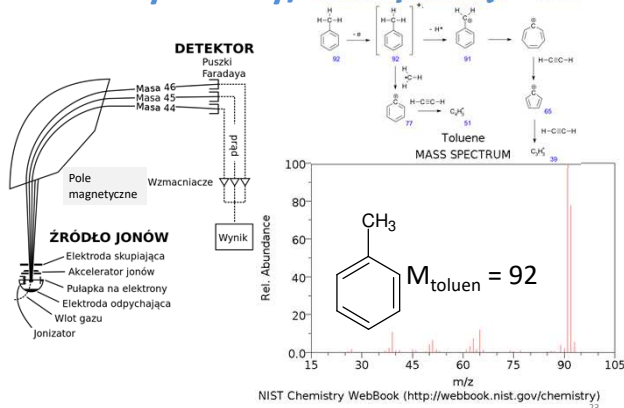 DETEKTOR
Puszki
Faradaya
Masa 46
Masa 45
Masa 44
prąd
Pole
magnetyczne
Wzmacniacze
Wynik
ŹRÓDŁO JONÓW
Elektroda skupiająca
Akcelerator jonów
Pułapka na elektrony
Elektroda odpychająca
Wlot gazu
Jonizator
H
H-C-H
92
- e
H
H-C-H
+.
92
- H•
H
C
H
91
H-C≡C-H
65
H-C≡C-H
39
77
H-C≡C-H
C₄H₃⁺
51
Toluene
MASS SPECTRUM
Rel. Abundance
100
80
60
40
20
0.0
15
30
45
60
75
90
105
m/z
CH₃
Mtoluen = 92
NIST Chemistry WebBook (http://webbook.nist.gov/chemistry)
23